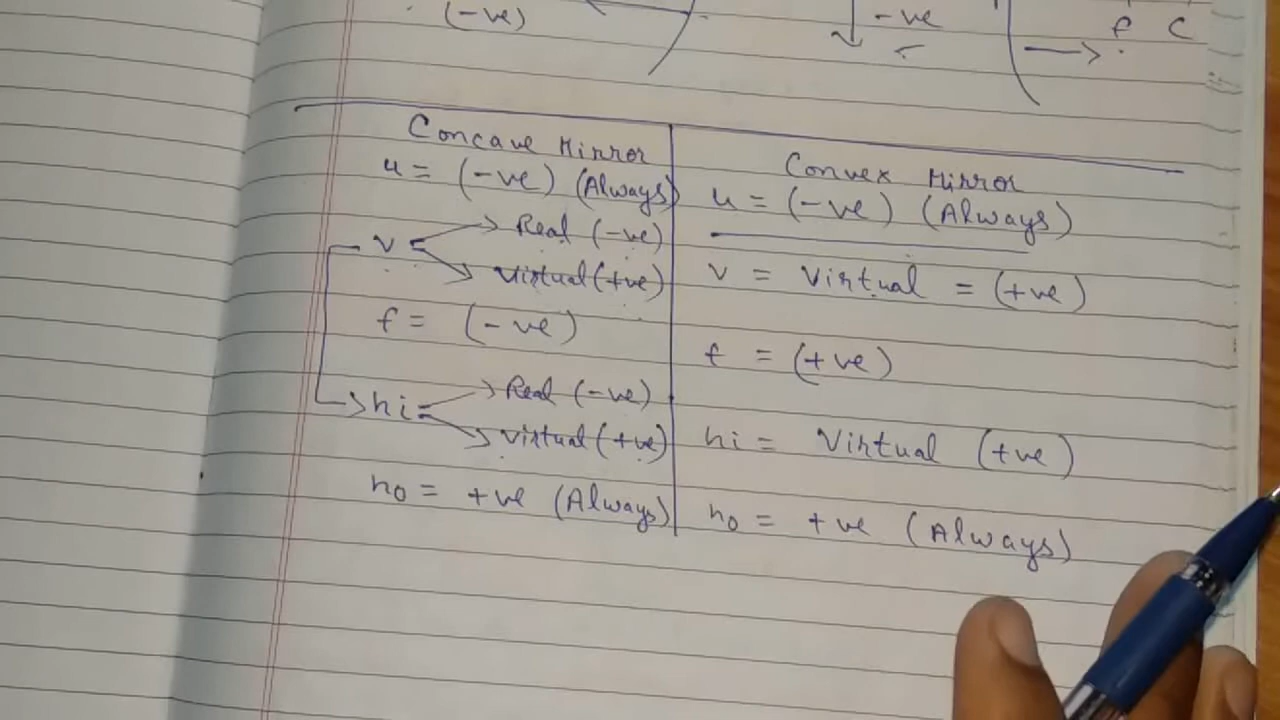 (-ve)
-ve
f C
Concave Mirror
u = (-ve) (Always)
v = Real (-ve)
Virtual (+ve)
f = (-ve)
hi = Real (-ve)
Virtual (+ve)
ho = +ve (Always)
Convex Mirror
u = (-ve) (Always)
v = Virtual = (+ve)
f = (+ve)
hi = Virtual (+ve)
ho = +ve (Always)